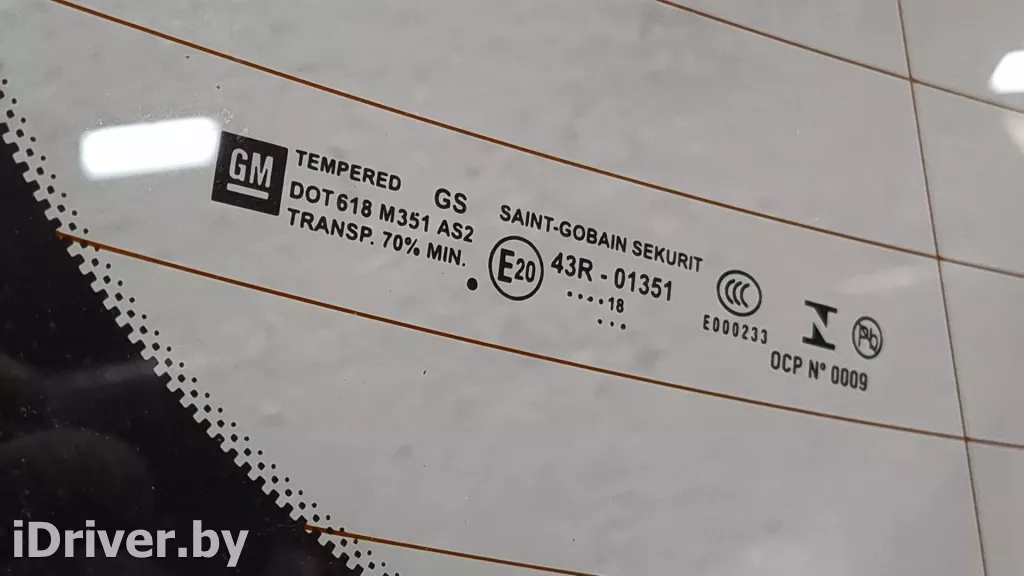 GM
TEMPERED GS
DOT 618 M351 AS2
TRANSP. 70% MIN.
SAINT-GOBAIN SEKURIT
E20 43R - 01351
....18
...
CCC
E000233
OCP N° 0009
Pb
iDriver.by